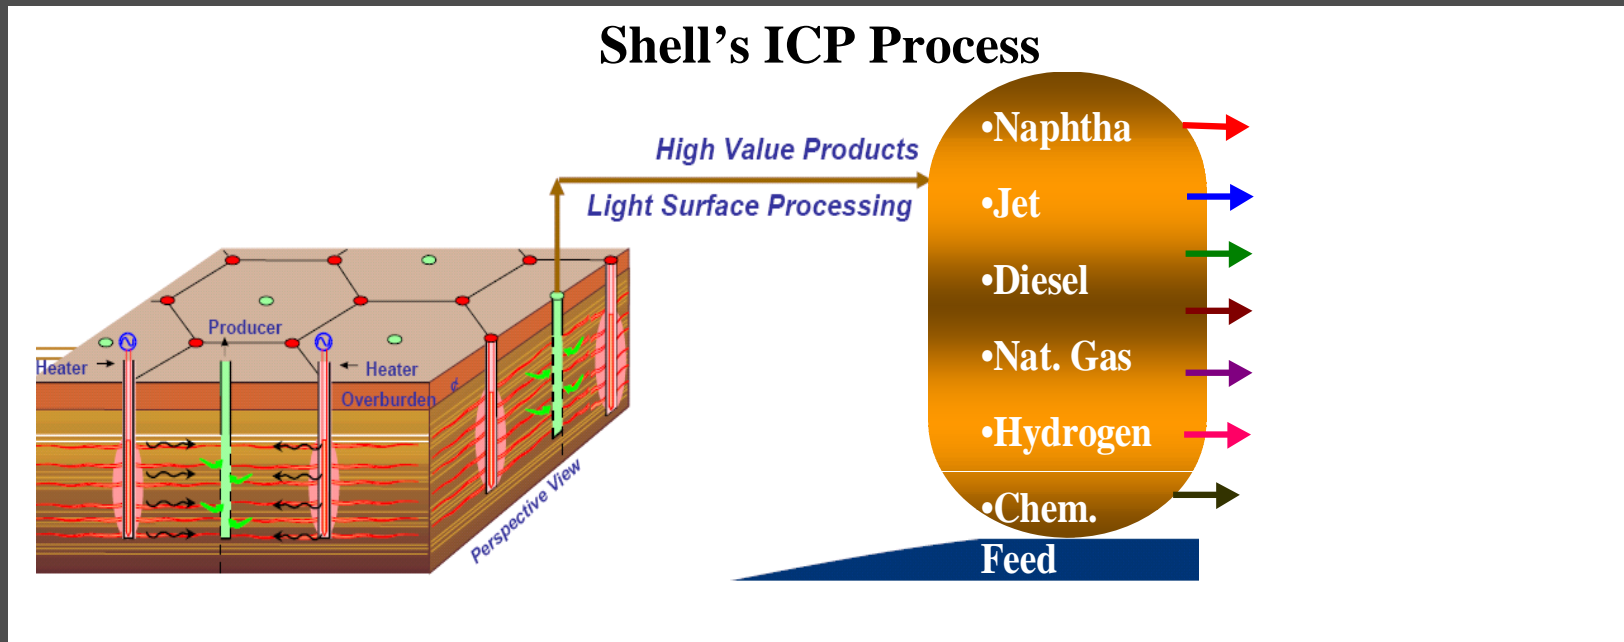 Shell’s ICP Process
High Value Products
Light Surface Processing
Producer
Heater
Heater
Overburden
¢
Perspective View
•Naphtha
•Jet
•Diesel
•Nat. Gas
•Hydrogen
•Chem.
Feed